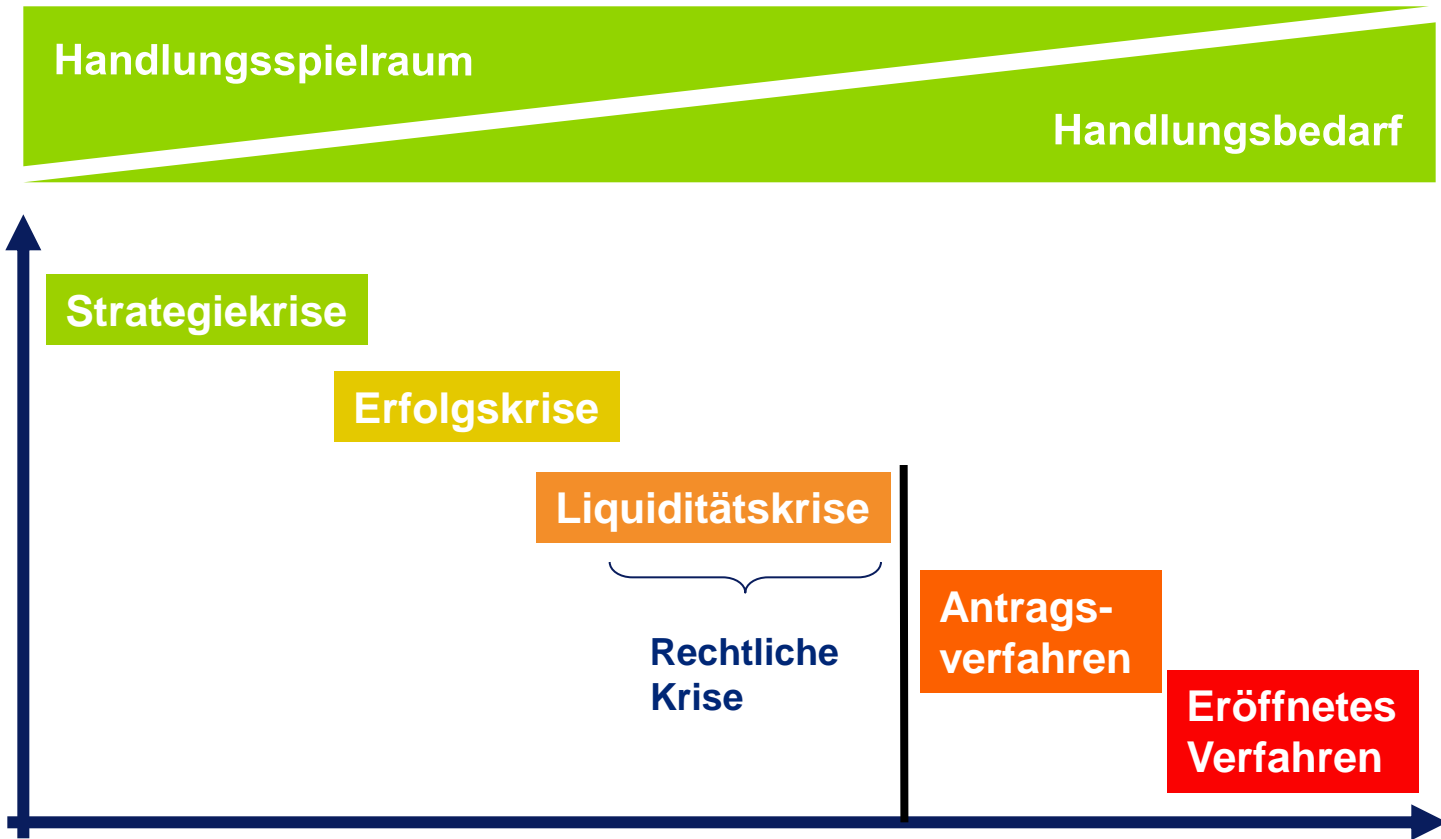 Handlungsspielraum
Handlungsbedarf
Strategiekrise
Erfolgskrise
Liquiditätskrise
Rechtliche
Krise
Antrags-
verfahren
Eröffnetes
Verfahren